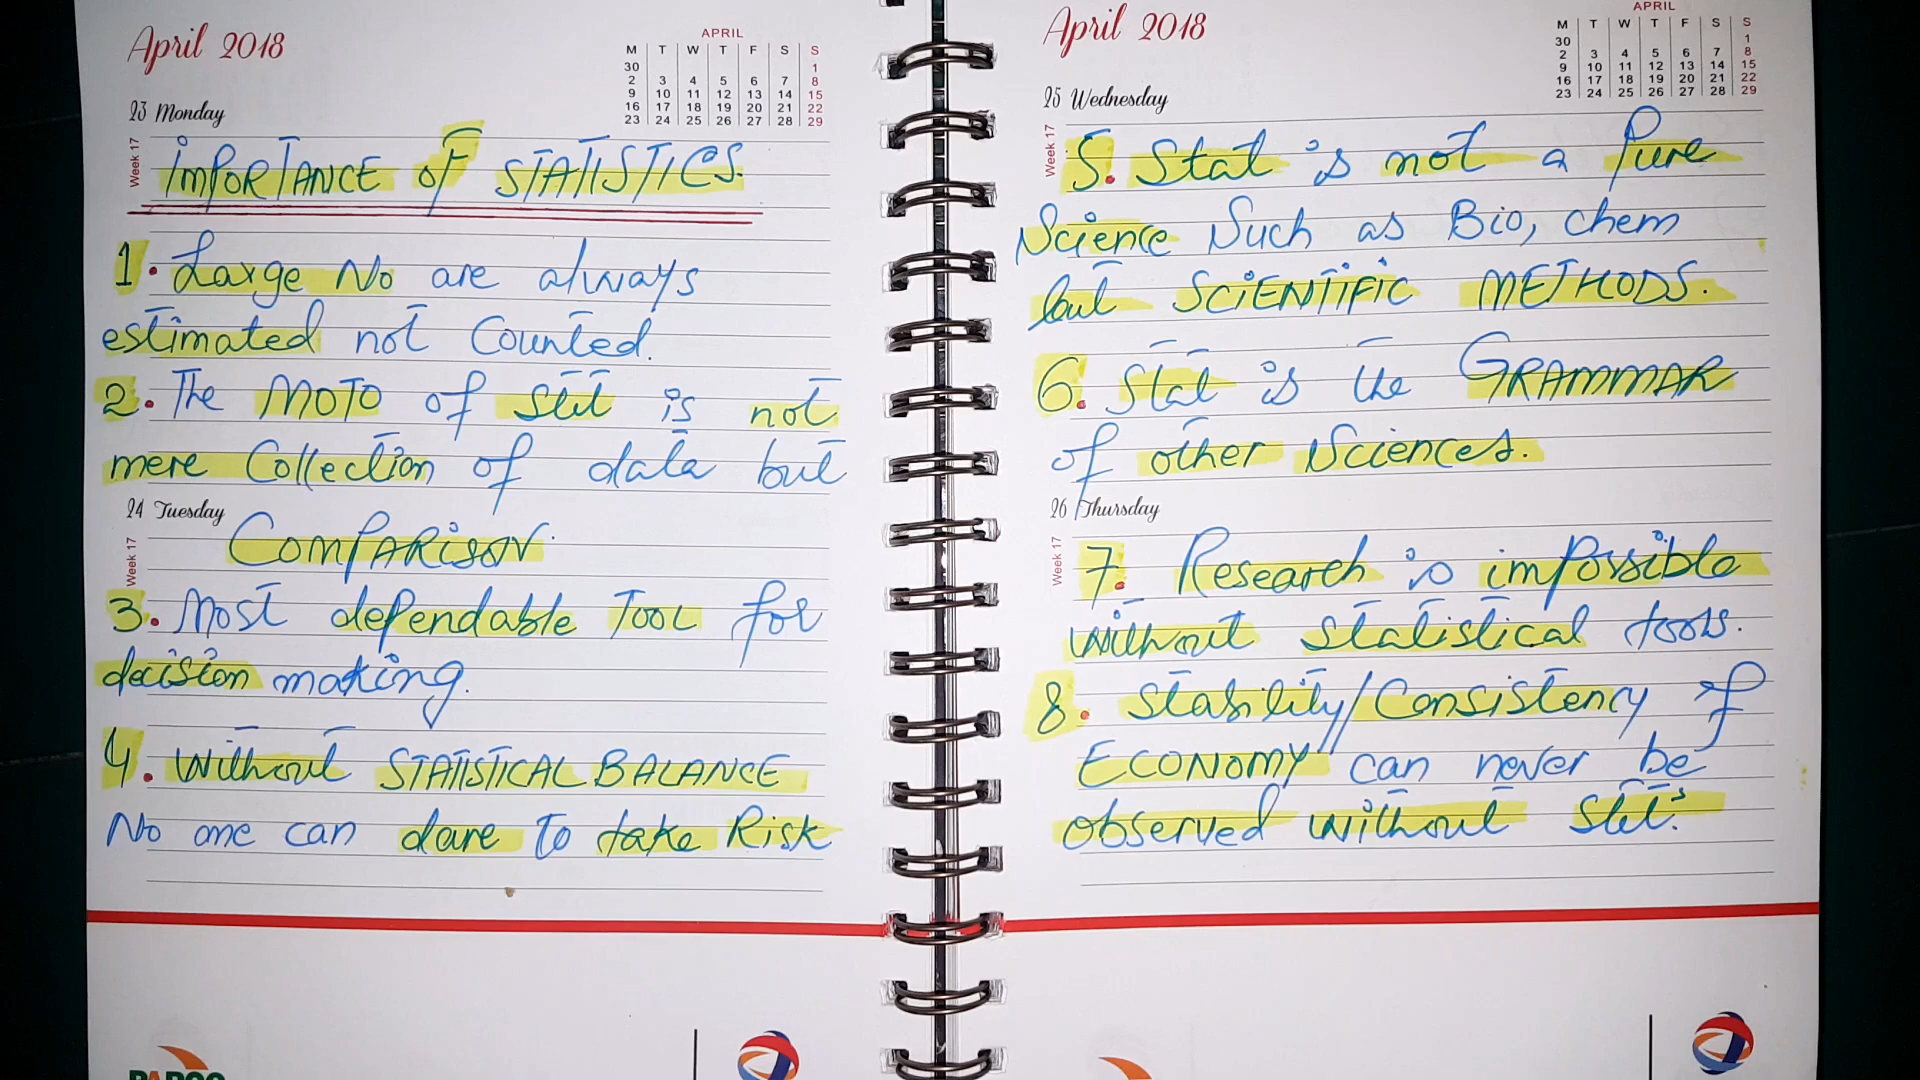 April 2018
APRIL
M T W T F S S
30 1
2 3 4 5 6 7 8
9 10 11 12 13 14 15
16 17 18 19 20 21 22
23 24 25 26 27 28 29
23 Monday
Week 17
IMPORTANCE OF STATISTICS.
1. Large No are always
estimated not Counted.
2. The MOTO of Stat is not
mere Collection of data but
24 Tuesday
Week 17
COMPARISON.
3. Most dependable TOOL for
decision making.
4. Without STATISTICAL BALANCE
No one can dare To take Risk
April 2018
APRIL
M T W T F S S
30 1
2 3 4 5 6 7 8
9 10 11 12 13 14 15
16 17 18 19 20 21 22
23 24 25 26 27 28 29
25 Wednesday
Week 17
5. Stat is not a Pure
Science Such as Bio, chem
but SCIENTIFIC METHODS.
6. Stat is the GRAMMAR
of other Sciences.
26 Thursday
Week 17
7. Research is impossible
without statistical tools.
8. Stability/Consistency of
ECONOMY can never be
observed without Stat.